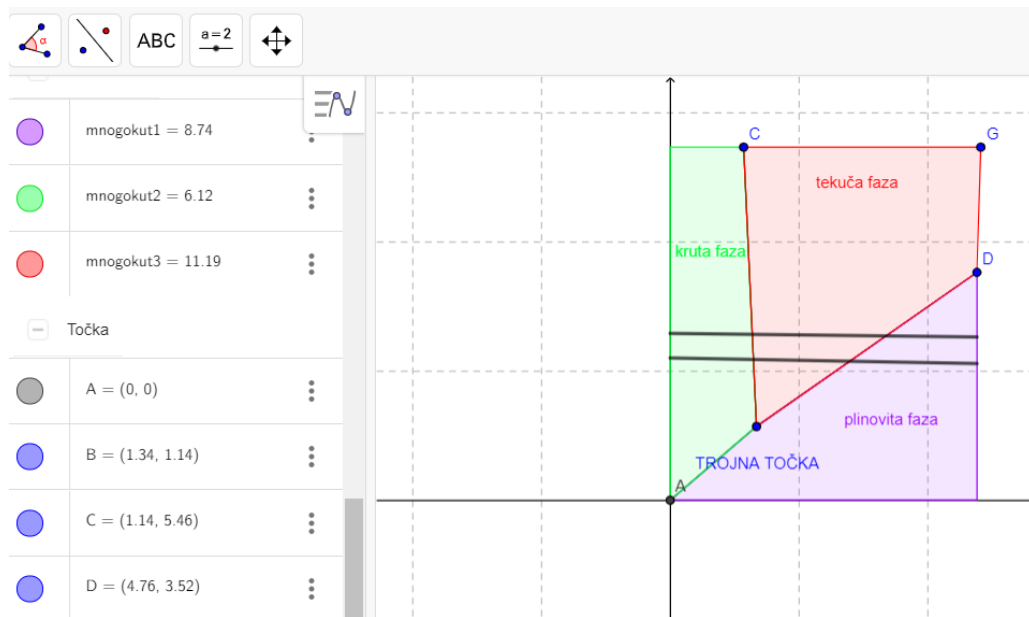 α
ABC
a=2
mnogokut1 = 8.74
mnogokut2 = 6.12
mnogokut3 = 11.19
Točka
A = (0, 0)
B = (1.34, 1.14)
C = (1.14, 5.46)
D = (4.76, 3.52)
C
G
tekuča faza
kruta faza
D
plinovita faza
TROJNA TOČKA
A